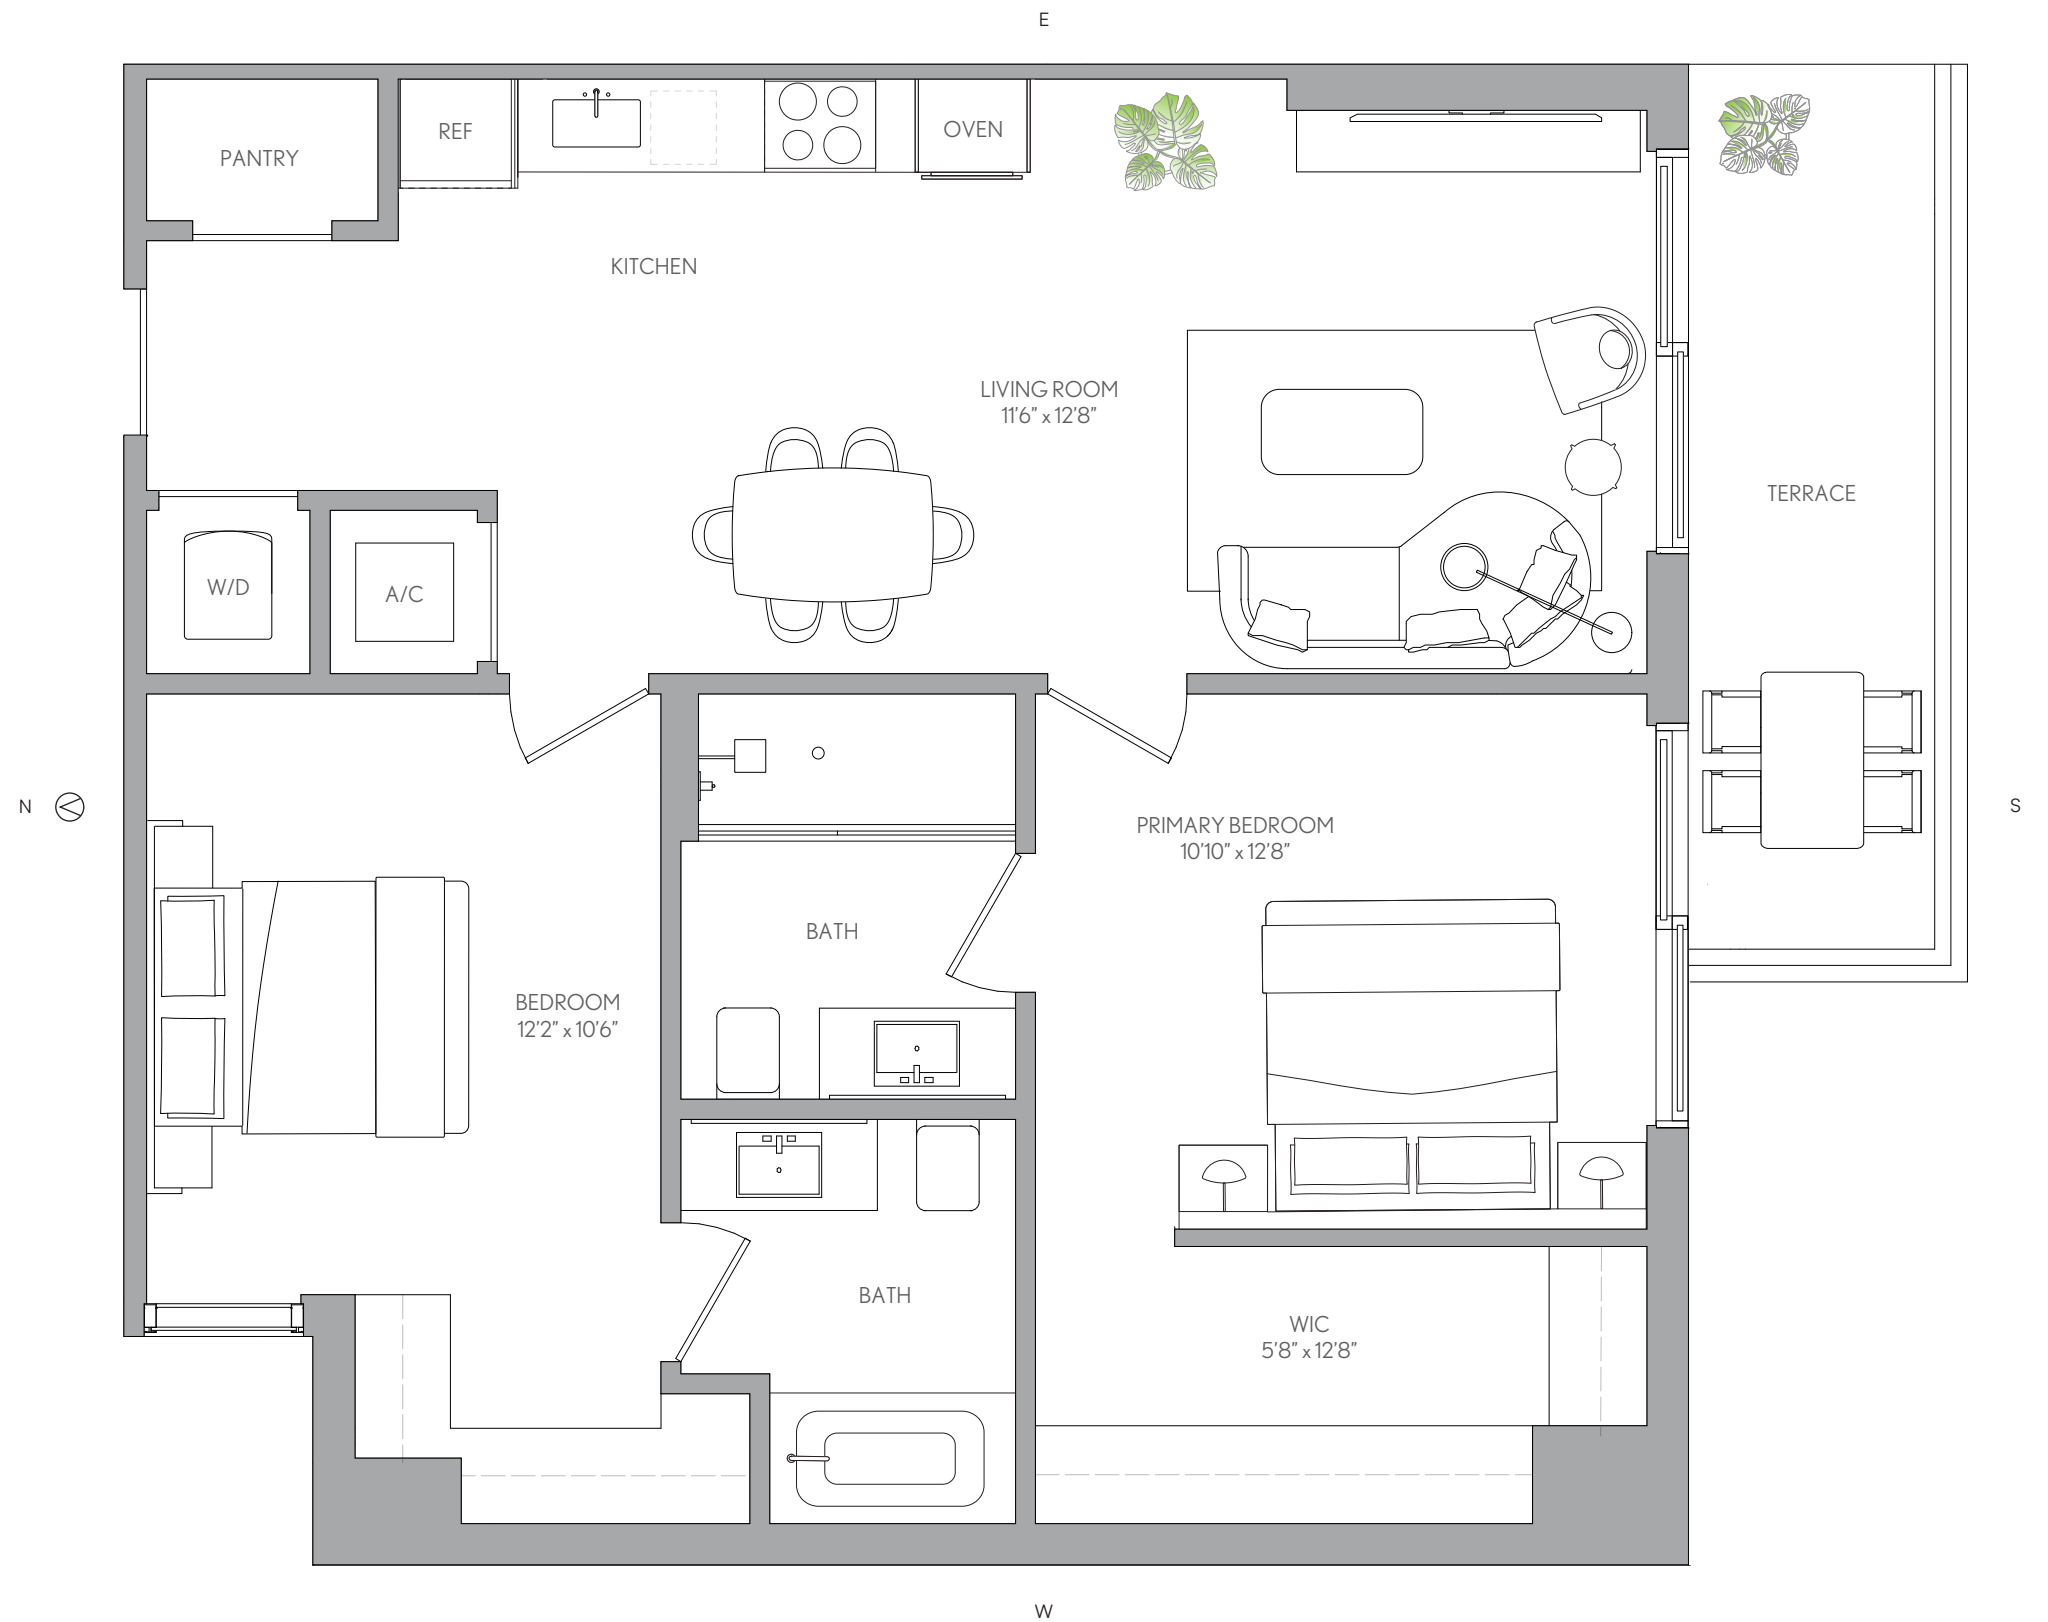 E
PANTRY
REF
OVEN
KITCHEN
LIVING ROOM
11'6" x 12'8"
TERRACE
W/D
A/C
N
S
PRIMARY BEDROOM
10'10" x 12'8"
BATH
BEDROOM
12'2" x 10'6"
BATH
WIC
5'8" x 12'8"
W